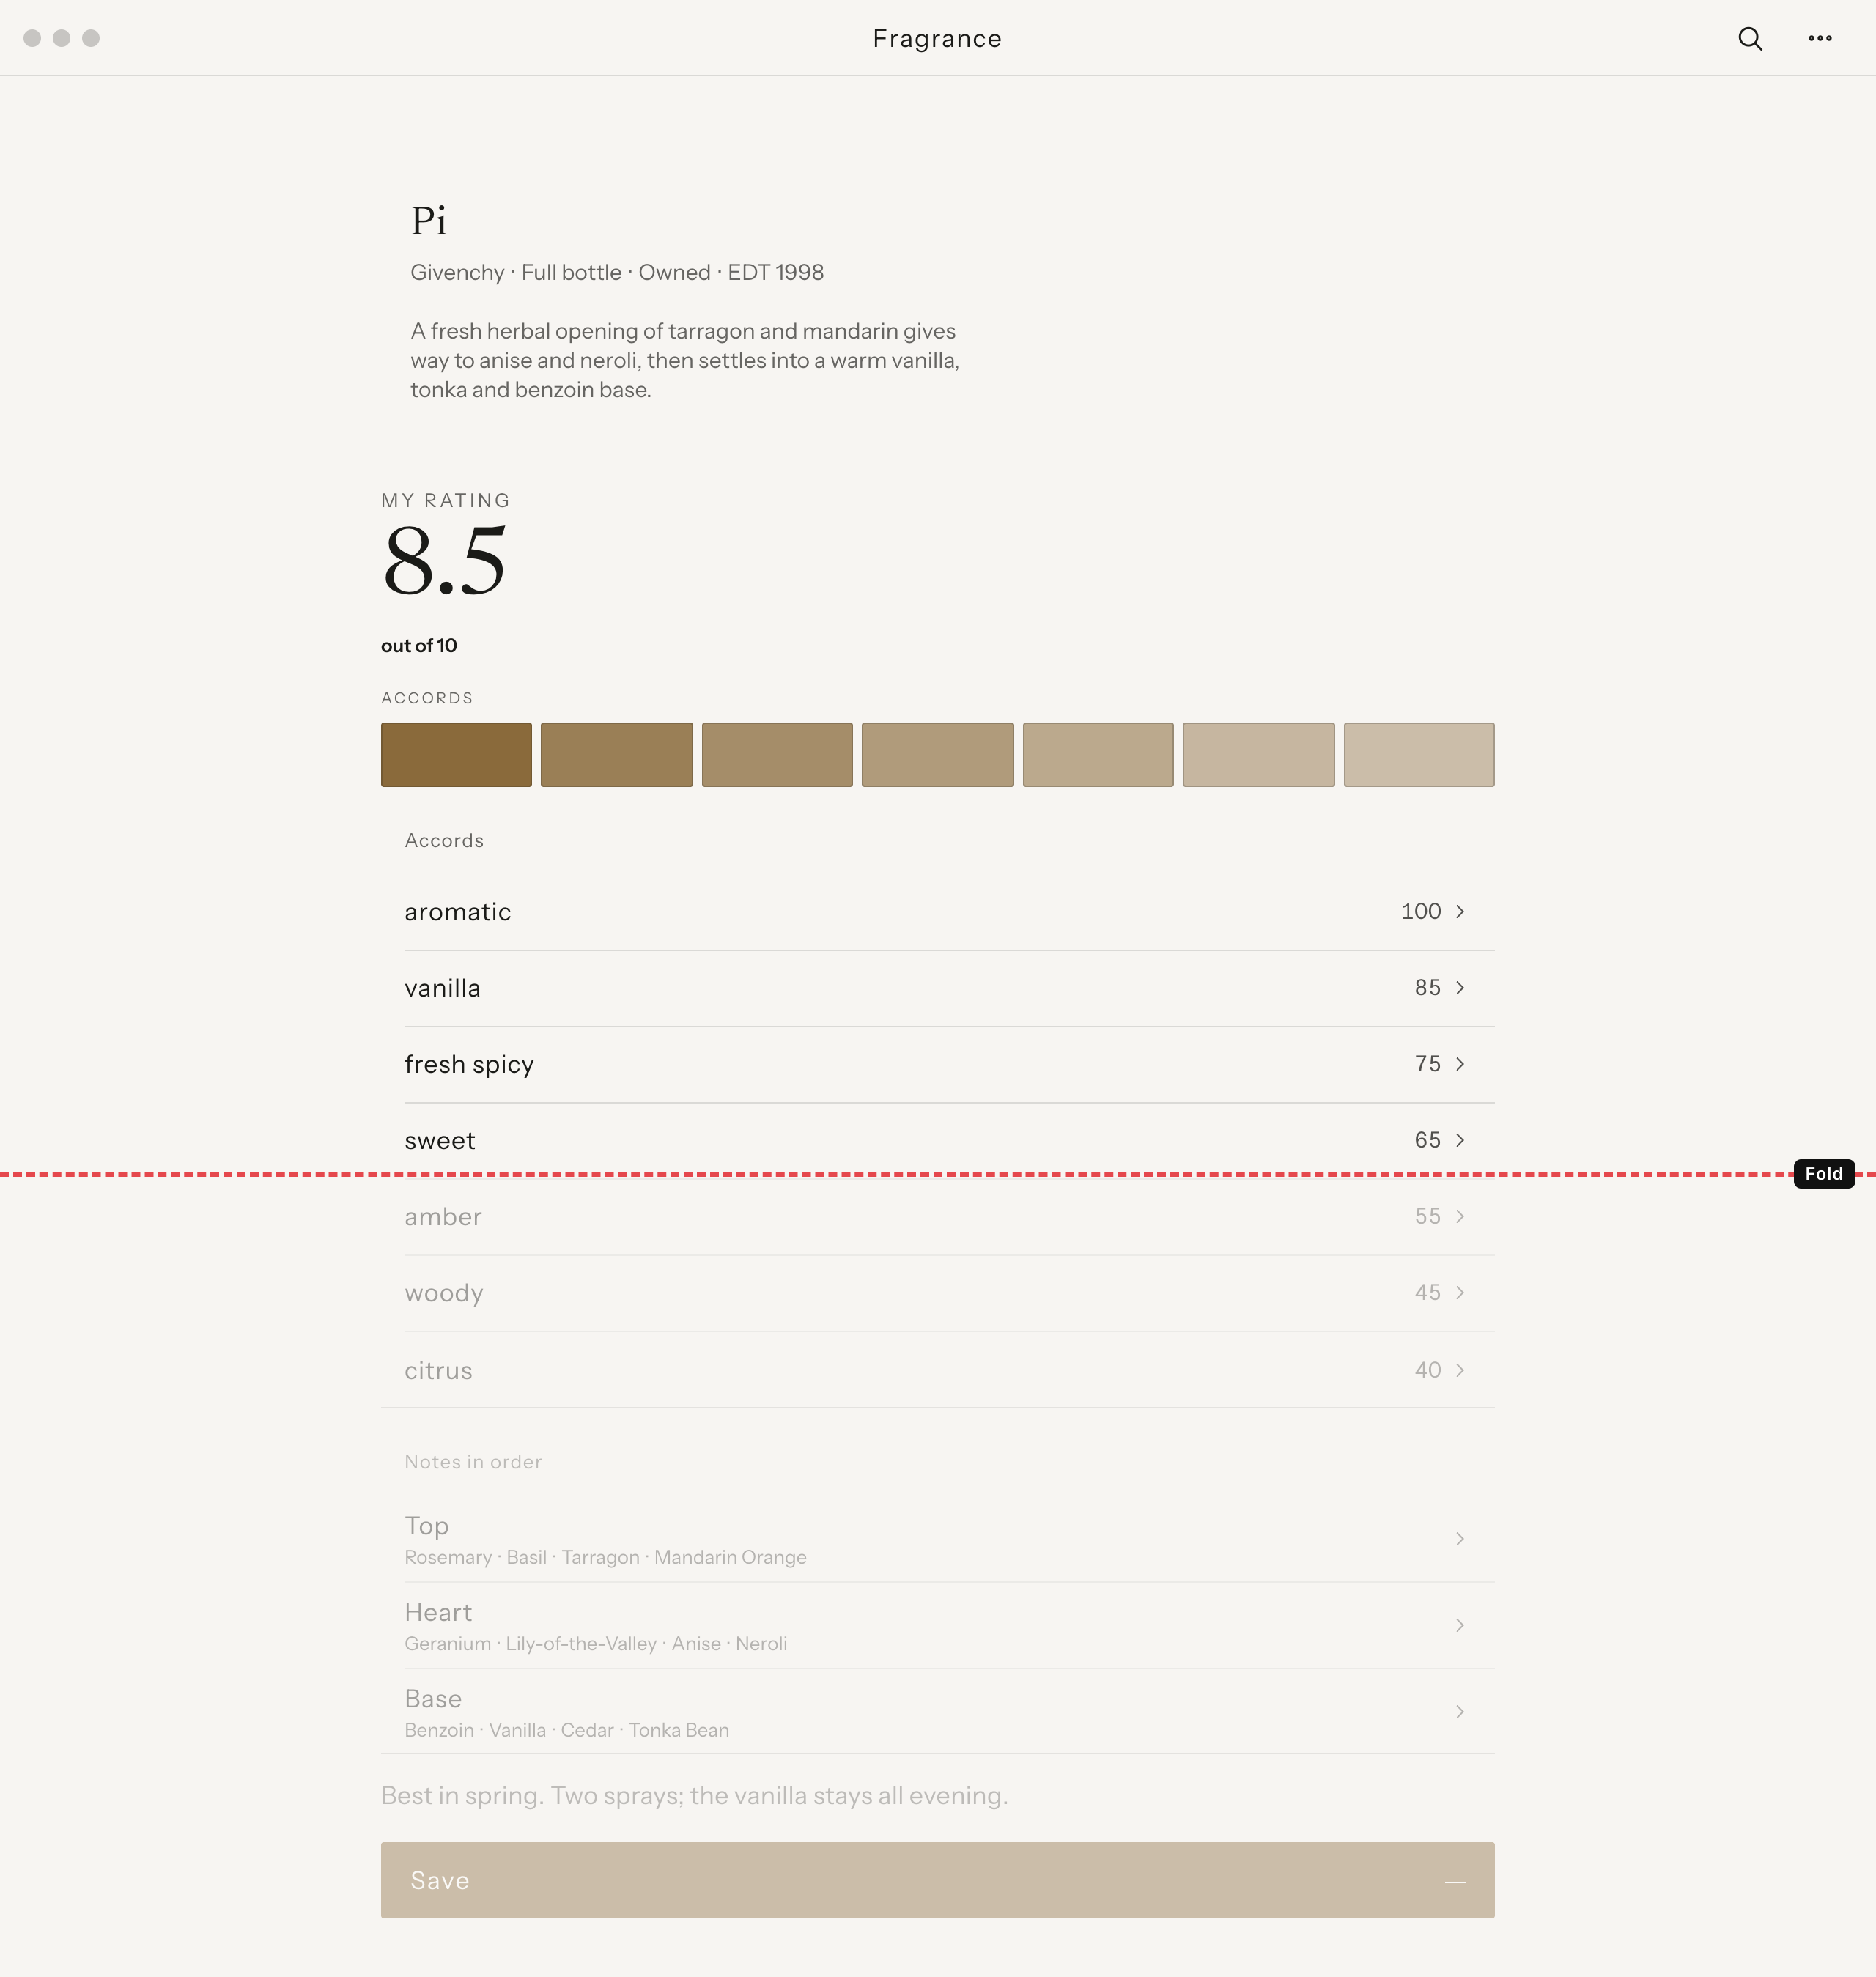 Fragrance
Pi
Givenchy · Full bottle · Owned · EDT 1998
A fresh herbal opening of tarragon and mandarin gives
way to anise and neroli, then settles into a warm vanilla,
tonka and benzoin base.
MY RATING
8.5
out of 10
ACCORDS
Accords
aromatic 100
vanilla 85
fresh spicy 75
sweet 65
Fold
amber 55
woody 45
citrus 40
Notes in order
Top
Rosemary · Basil · Tarragon · Mandarin Orange
Heart
Geranium · Lily-of-the-Valley · Anise · Neroli
Base
Benzoin · Vanilla · Cedar · Tonka Bean
Best in spring. Two sprays; the vanilla stays all evening.
Save —